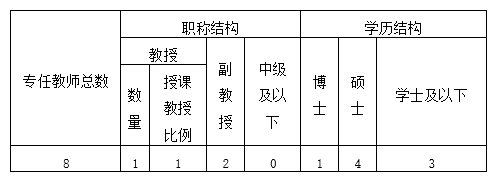 专任教师总数
职称结构
学历结构
教授
副
教
授
中级
及以
下
博
士
硕
士
学士及以下
数
量
授课
教授
比例
8
1
1
2
0
1
4
3